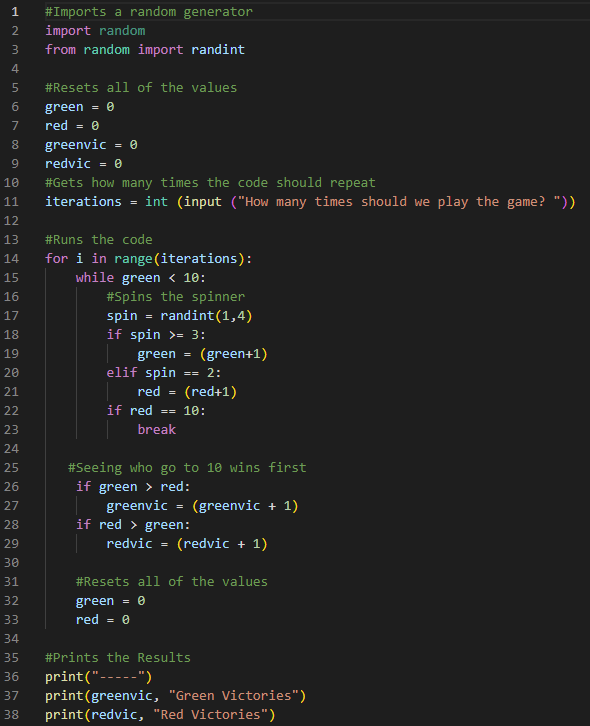 1 #Imports a random generator
2 import random
3 from random import randint
4
5 #Resets all of the values
6 green = 0
7 red = 0
8 greenvic = 0
9 redvic = 0
10 #Gets how many times the code should repeat
11 iterations = int (input ("How many times should we play the game? "))
12
13 #Runs the code
14 for i in range(iterations):
15     while green < 10:
16         #Spins the spinner
17         spin = randint(1,4)
18         if spin >= 3:
19             green = (green+1)
20         elif spin == 2:
21             red = (red+1)
22         if red == 10:
23             break
24
25    #Seeing who go to 10 wins first
26     if green > red:
27         greenvic = (greenvic + 1)
28     if red > green:
29         redvic = (redvic + 1)
30
31     #Resets all of the values
32     green = 0
33     red = 0
34
35 #Prints the Results
36 print("-----")
37 print(greenvic, "Green Victories")
38 print(redvic, "Red Victories")